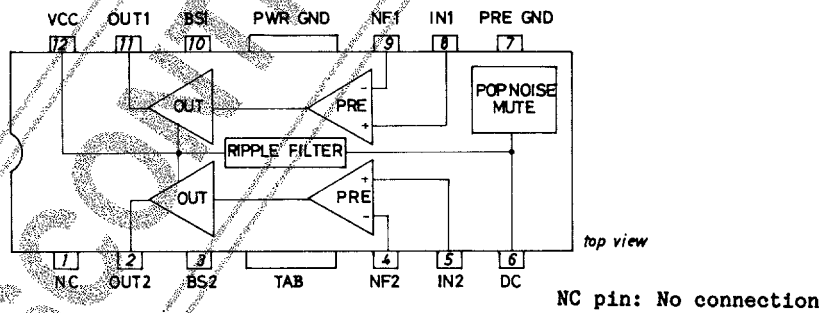 VCC OUT1 BS1 PWR GND NF1 IN1 PRE GND
12 11 10 9 8 7
OUT PRE POP NOISE
MUTE
- +
RIPPLE FILTER
OUT PRE
+ -
1 2 3 4 5 6
NC OUT2 BS2 TAB NF2 IN2 DC
top view
NC pin: No connection